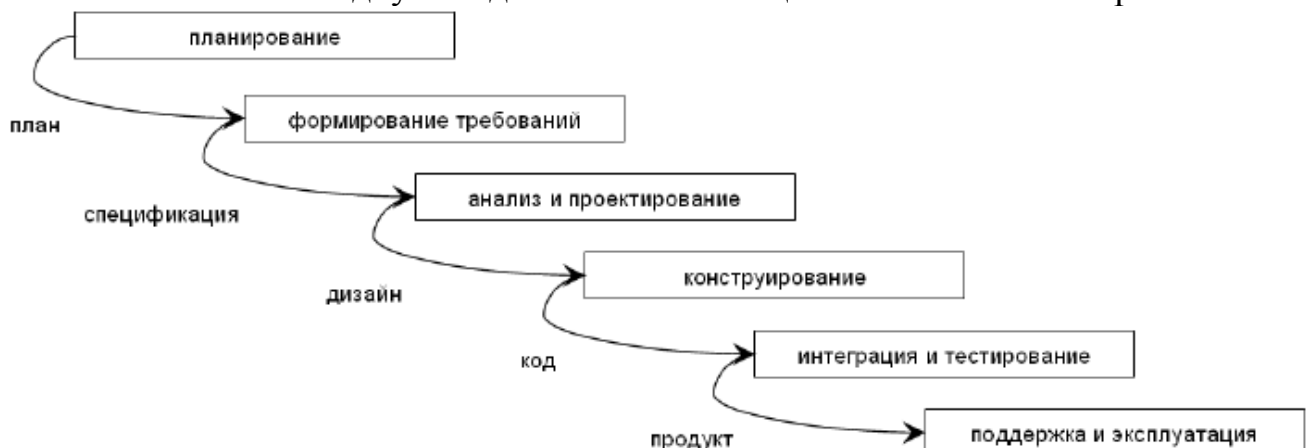 планирование
план
формирование требований
спецификация
анализ и проектирование
дизайн
конструирование
код
интеграция и тестирование
продукт
поддержка и эксплуатация